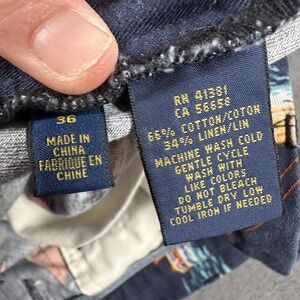 36
MADE IN
CHINA
FABRIQUE EN
CHINE
RN 41381
CA 56658
66% COTTON/COTON
34% LINEN/LIN
MACHINE WASH COLD
GENTLE CYCLE
WASH WITH
LIKE COLORS
DO NOT BLEACH
TUMBLE DRY LOW
COOL IRON IF NEEDED